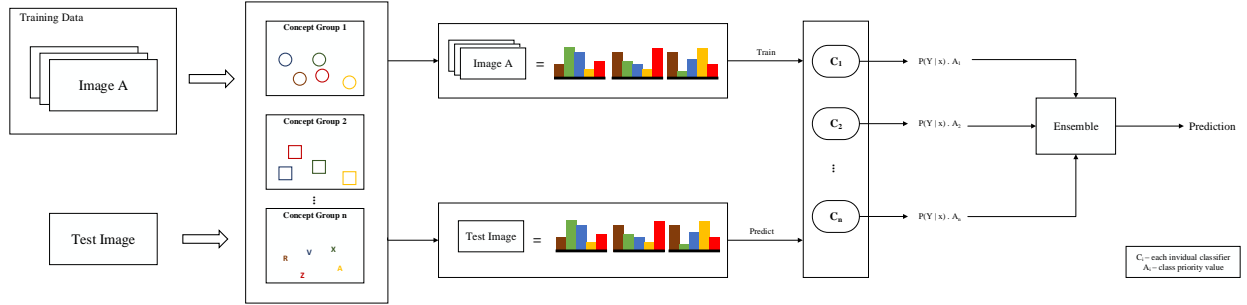 Training Data
Image A
Test Image
Concept Group 1
Concept Group 2
⋮
Concept Group n
R
V
X
Z
A
Image A
=
Test Image
=
Train
Predict
C₁
C₂
⋮
Cₙ
P(Y | x) . A₁
P(Y | x) . A₂
P(Y | x) . Aₙ
Ensemble
Prediction
Cᵢ – each invidual classifier
Aᵢ – class priority value